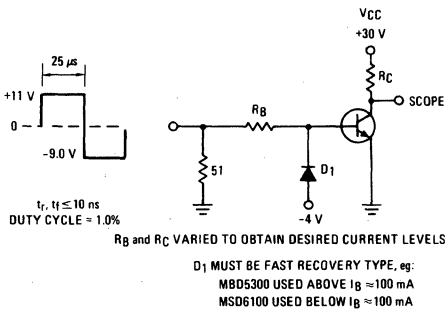 VCC
+30 V
25 µs
RC
+11 V
SCOPE
RB
0
51
D1
-9.0 V
-4 V
tr, tf ≤ 10 ns
DUTY CYCLE = 1.0%
RB and RC VARIED TO OBTAIN DESIRED CURRENT LEVELS
D1 MUST BE FAST RECOVERY TYPE, eg:
MBD5300 USED ABOVE IB ≈ 100 mA
MSD6100 USED BELOW IB ≈ 100 mA